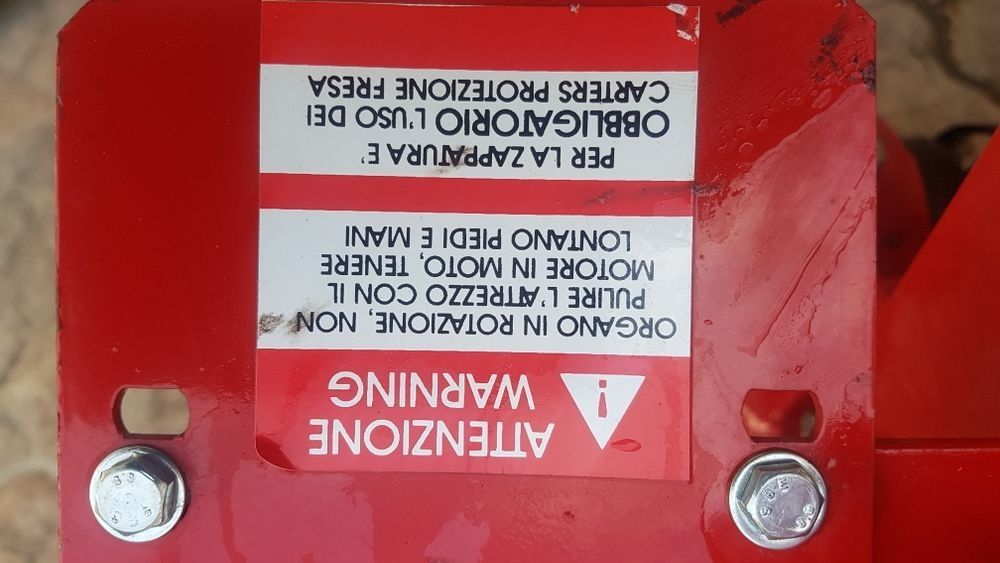 ATTENZIONE
WARNING
ORGANO IN ROTAZIONE, NON
PULIRE L'ATREZZO CON IL
MOTORE IN MOTO, TENERE
LONTANO PIEDI E MANI
PER LA ZAPPATURA E'
OBBLIGATORIO L'USO DEI
CARTERS PROTEZIONE FRESA